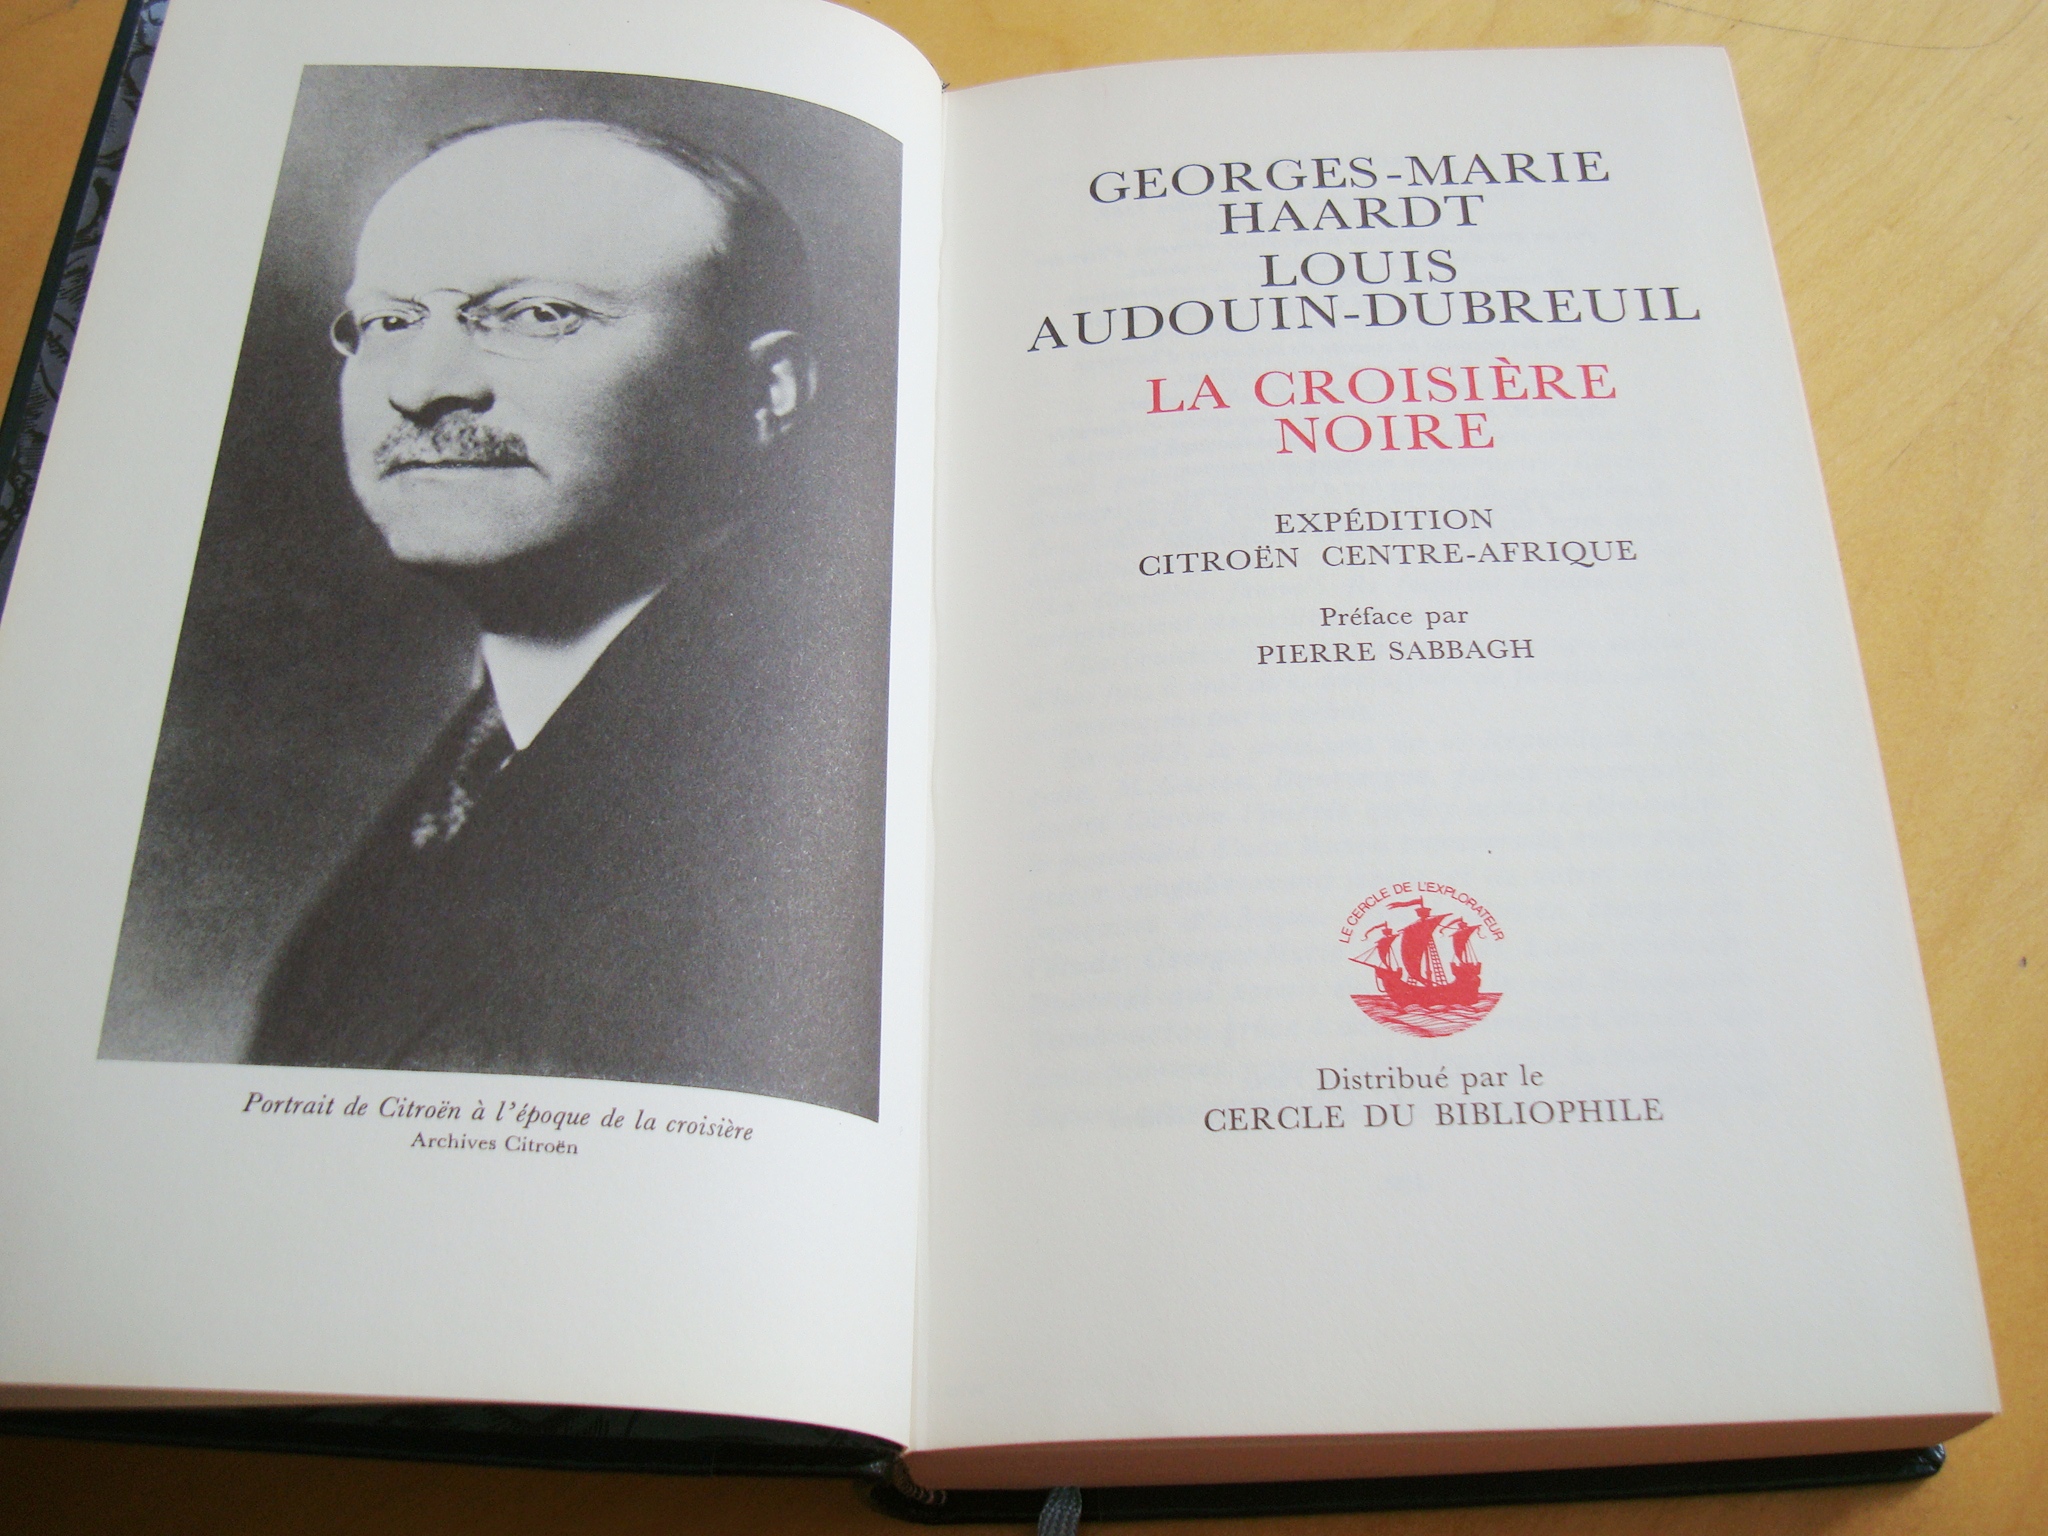 Portrait de Citroën à l'époque de la croisière
Archives Citroën
GEORGES-MARIE
HAARDT
LOUIS
AUDOUIN-DUBREUIL
LA CROISIÈRE
NOIRE
EXPÉDITION
CITROËN CENTRE-AFRIQUE
Préface par
PIERRE SABBAGH
LE CERCLE DE L'EXPLORATEUR
Distribué par le
CERCLE DU BIBLIOPHILE